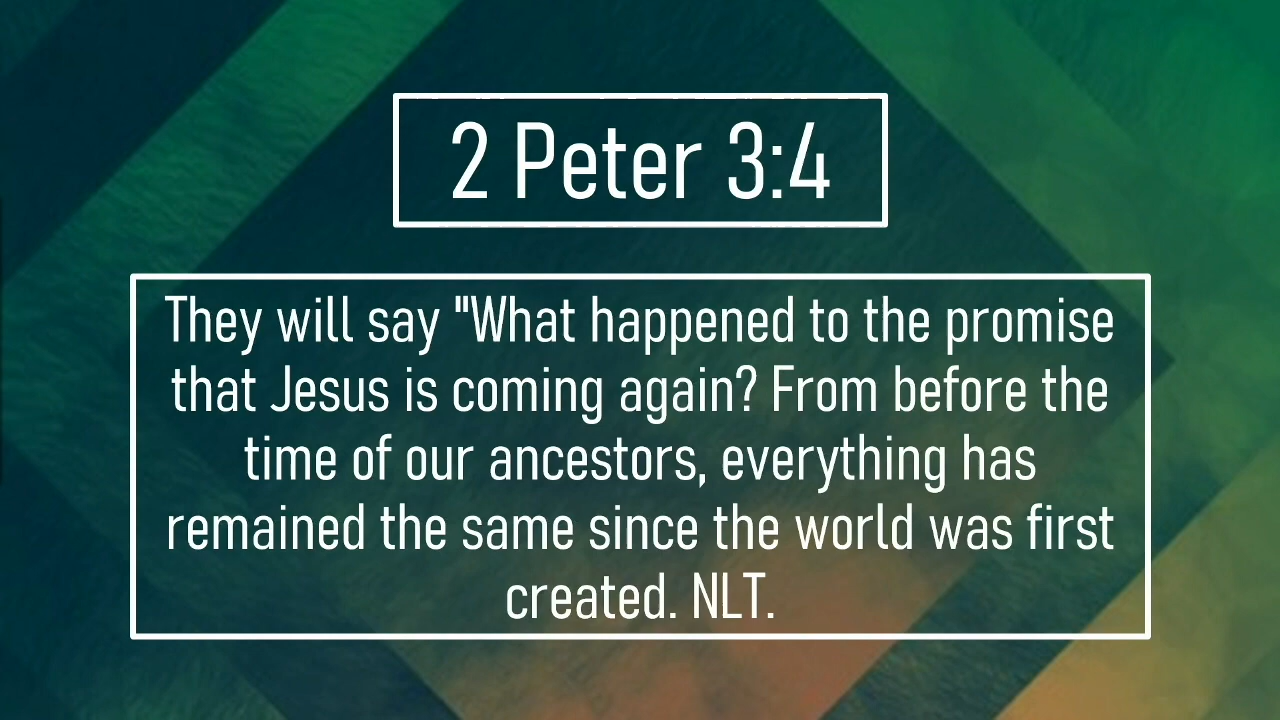 2 Peter 3:4
They will say "What happened to the promise
that Jesus is coming again? From before the
time of our ancestors, everything has
remained the same since the world was first
created. NLT.